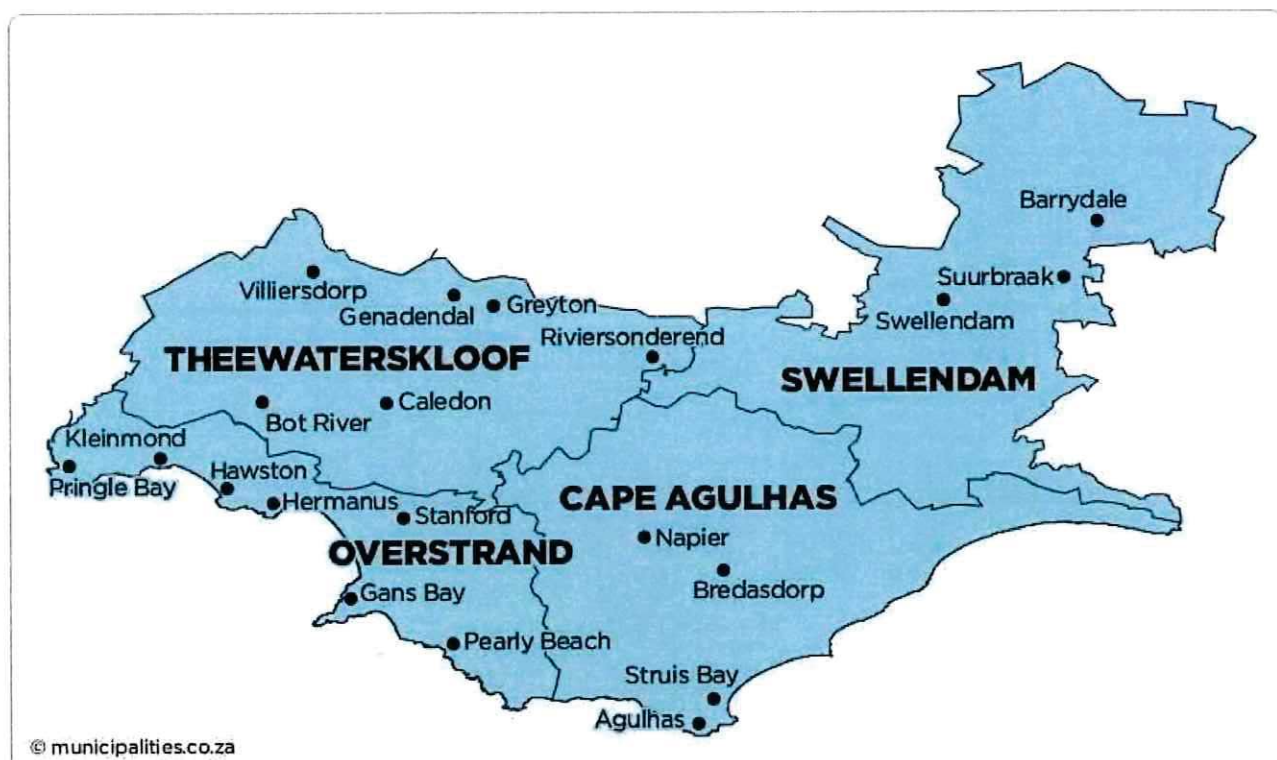 Barrydale
Suurbraak
Swellendam
Villiersdorp
Genadendal
Greyton
Riviersonderend
THEEWATERSKLOOF
SWELLENDAM
Bot River
Caledon
Kleinmond
Pringle Bay
Hawston
Hermanus
Stanford
CAPE AGULHAS
OVERSTRAND
Napier
Bredasdorp
Gans Bay
Pearly Beach
Struis Bay
Agulhas
© municipalities.co.za